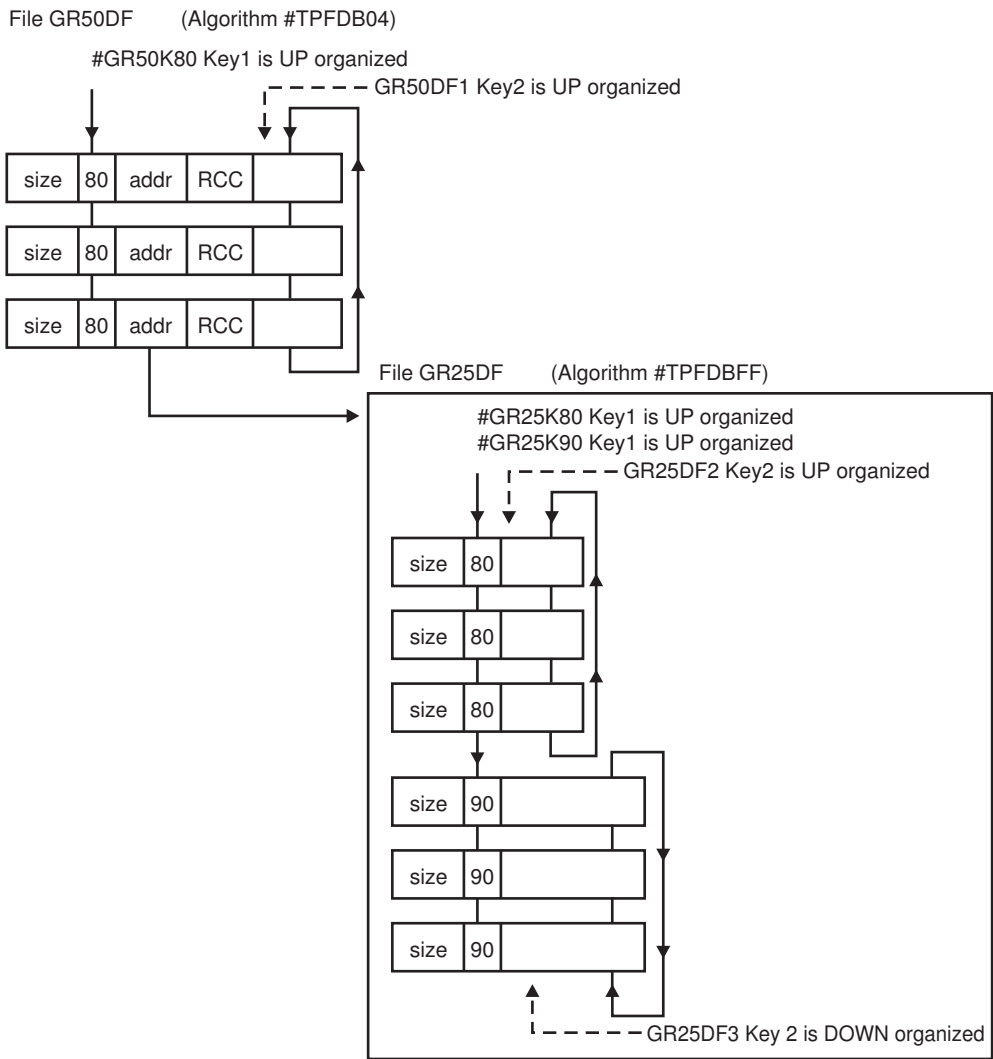 File GR50DF (Algorithm #TPFDB04)
#GR50K80 Key1 is UP organized
GR50DF1 Key2 is UP organized
size 80 addr RCC
size 80 addr RCC
size 80 addr RCC
File GR25DF (Algorithm #TPFDBFF)
#GR25K80 Key1 is UP organized
#GR25K90 Key1 is UP organized
GR25DF2 Key2 is UP organized
size 80
size 80
size 80
size 90
size 90
size 90
GR25DF3 Key 2 is DOWN organized